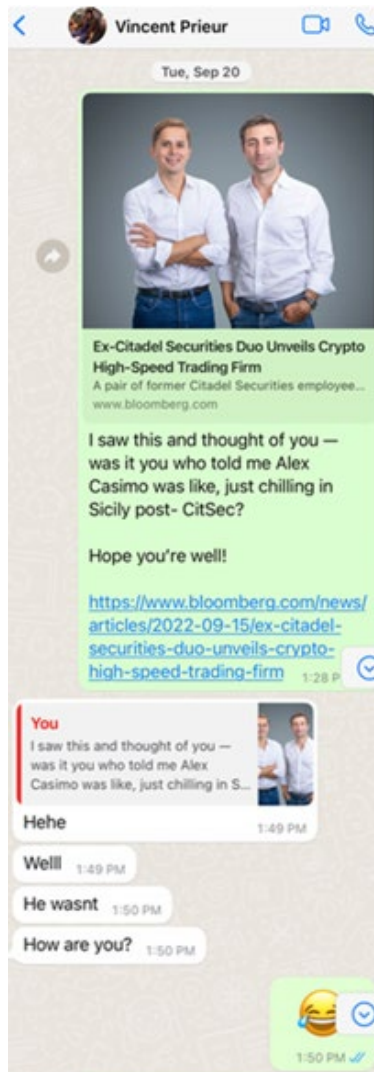 Vincent Prieur
Tue, Sep 20
Ex-Citadel Securities Duo Unveils Crypto
High-Speed Trading Firm
A pair of former Citadel Securities employee...
www.bloomberg.com
I saw this and thought of you —
was it you who told me Alex
Casimo was like, just chilling in
Sicily post- CitSec?
Hope you're well!
https://www.bloomberg.com/news/
articles/2022-09-15/ex-citadel-
securities-duo-unveils-crypto-
high-speed-trading-firm 1:28 P
You
I saw this and thought of you —
was it you who told me Alex
Casimo was like, just chilling in S...
Hehe
1:49 PM
Welll 1:49 PM
He wasnt 1:50 PM
How are you? 1:50 PM
1:50 PM